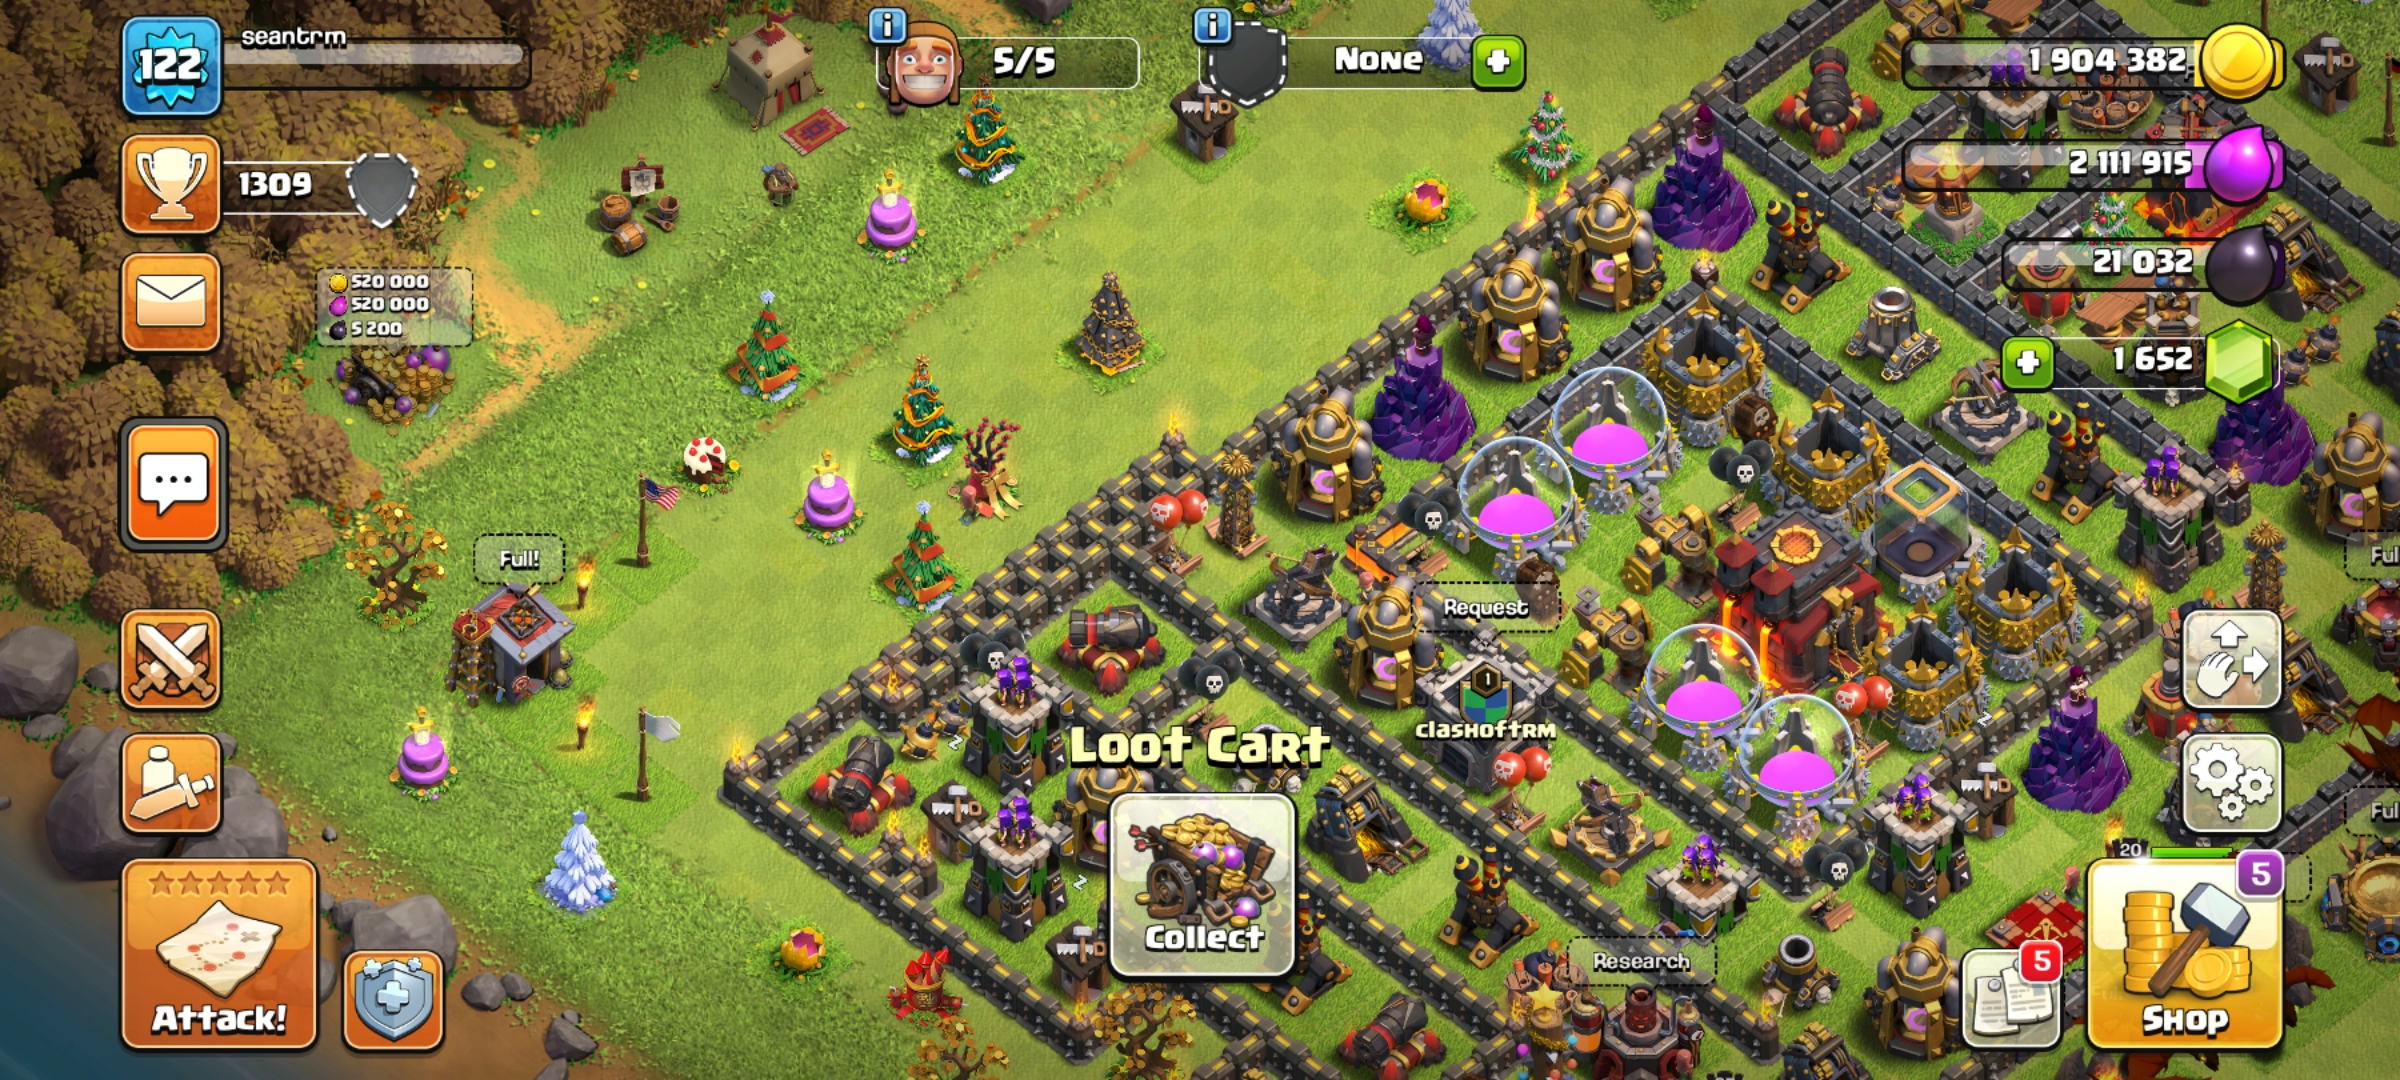 122
seantrm
5/5
None
1 904 382
1309
2 111 915
520 000
520 000
5 200
21 032
1 652
Full!
Request
1
clashoftrm
Loot Cart
Collect
Research
20
5
5
Attack!
Shop